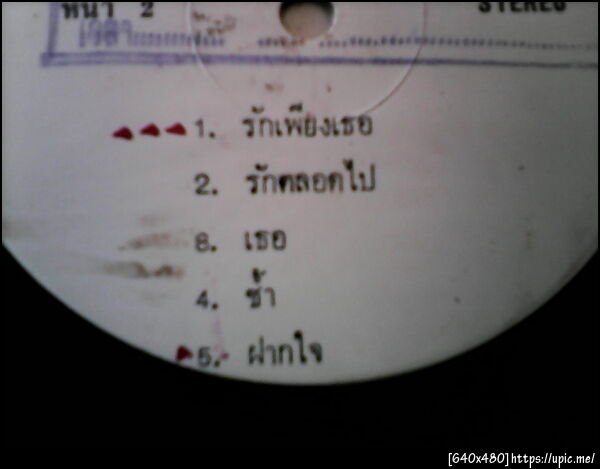 หน้า 2 STEREO
1. รักเพียงเธอ
2. รักตลอดไป
3. เธอ
4. ช้ำ
5. ฝากใจ
[640x480]https://upic.me/